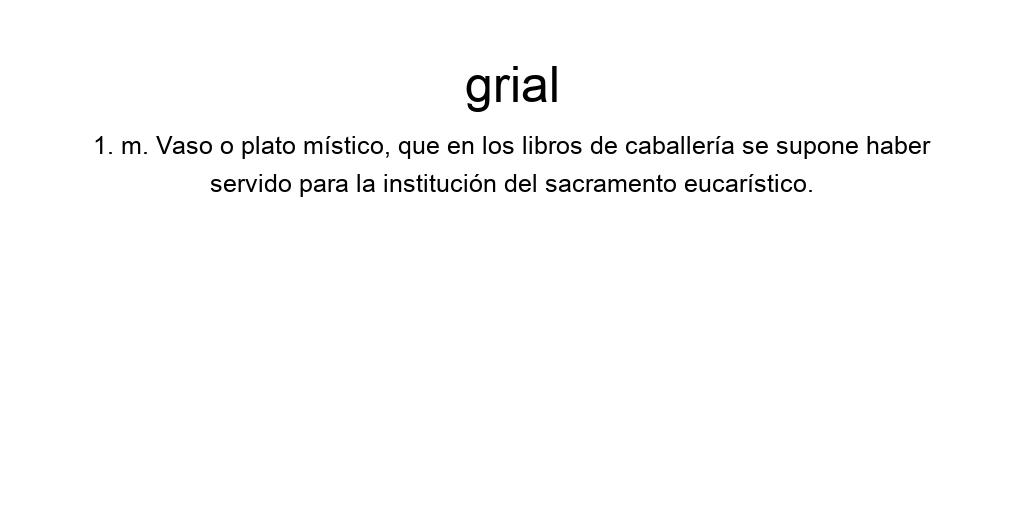 grial
1. m. Vaso o plato místico, que en los libros de caballería se supone haber
servido para la institución del sacramento eucarístico.